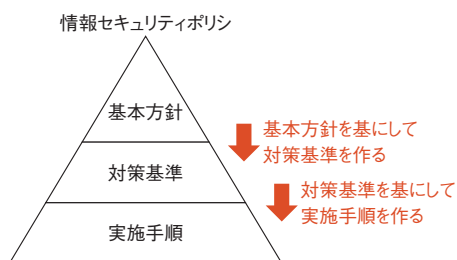 情報セキュリティポリシ
基本方針
基本方針を基にして
対策基準を作る
対策基準
対策基準を基にして
実施手順を作る
実施手順